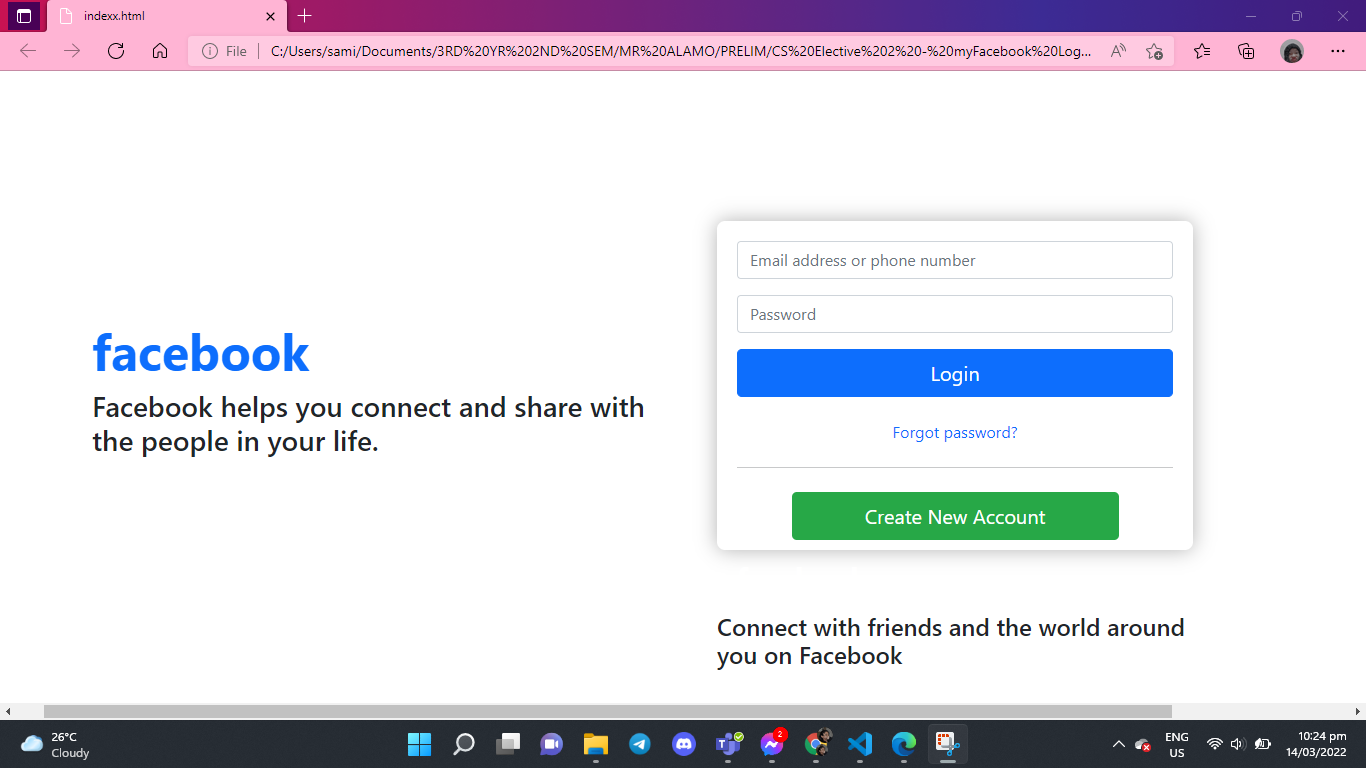 indexx.html
File
C:/Users/sami/Documents/3RD%20YR%202ND%20SEM/MR%20ALAMO/PRELIM/CS%20Elective%202%20-%20myFacebook%20Log...
facebook
Facebook helps you connect and share with
the people in your life.
Email address or phone number
Password
Login
Forgot password?
Create New Account
Connect with friends and the world around
you on Facebook
26°C
Cloudy
2
ENG
US
10:24 pm
14/03/2022